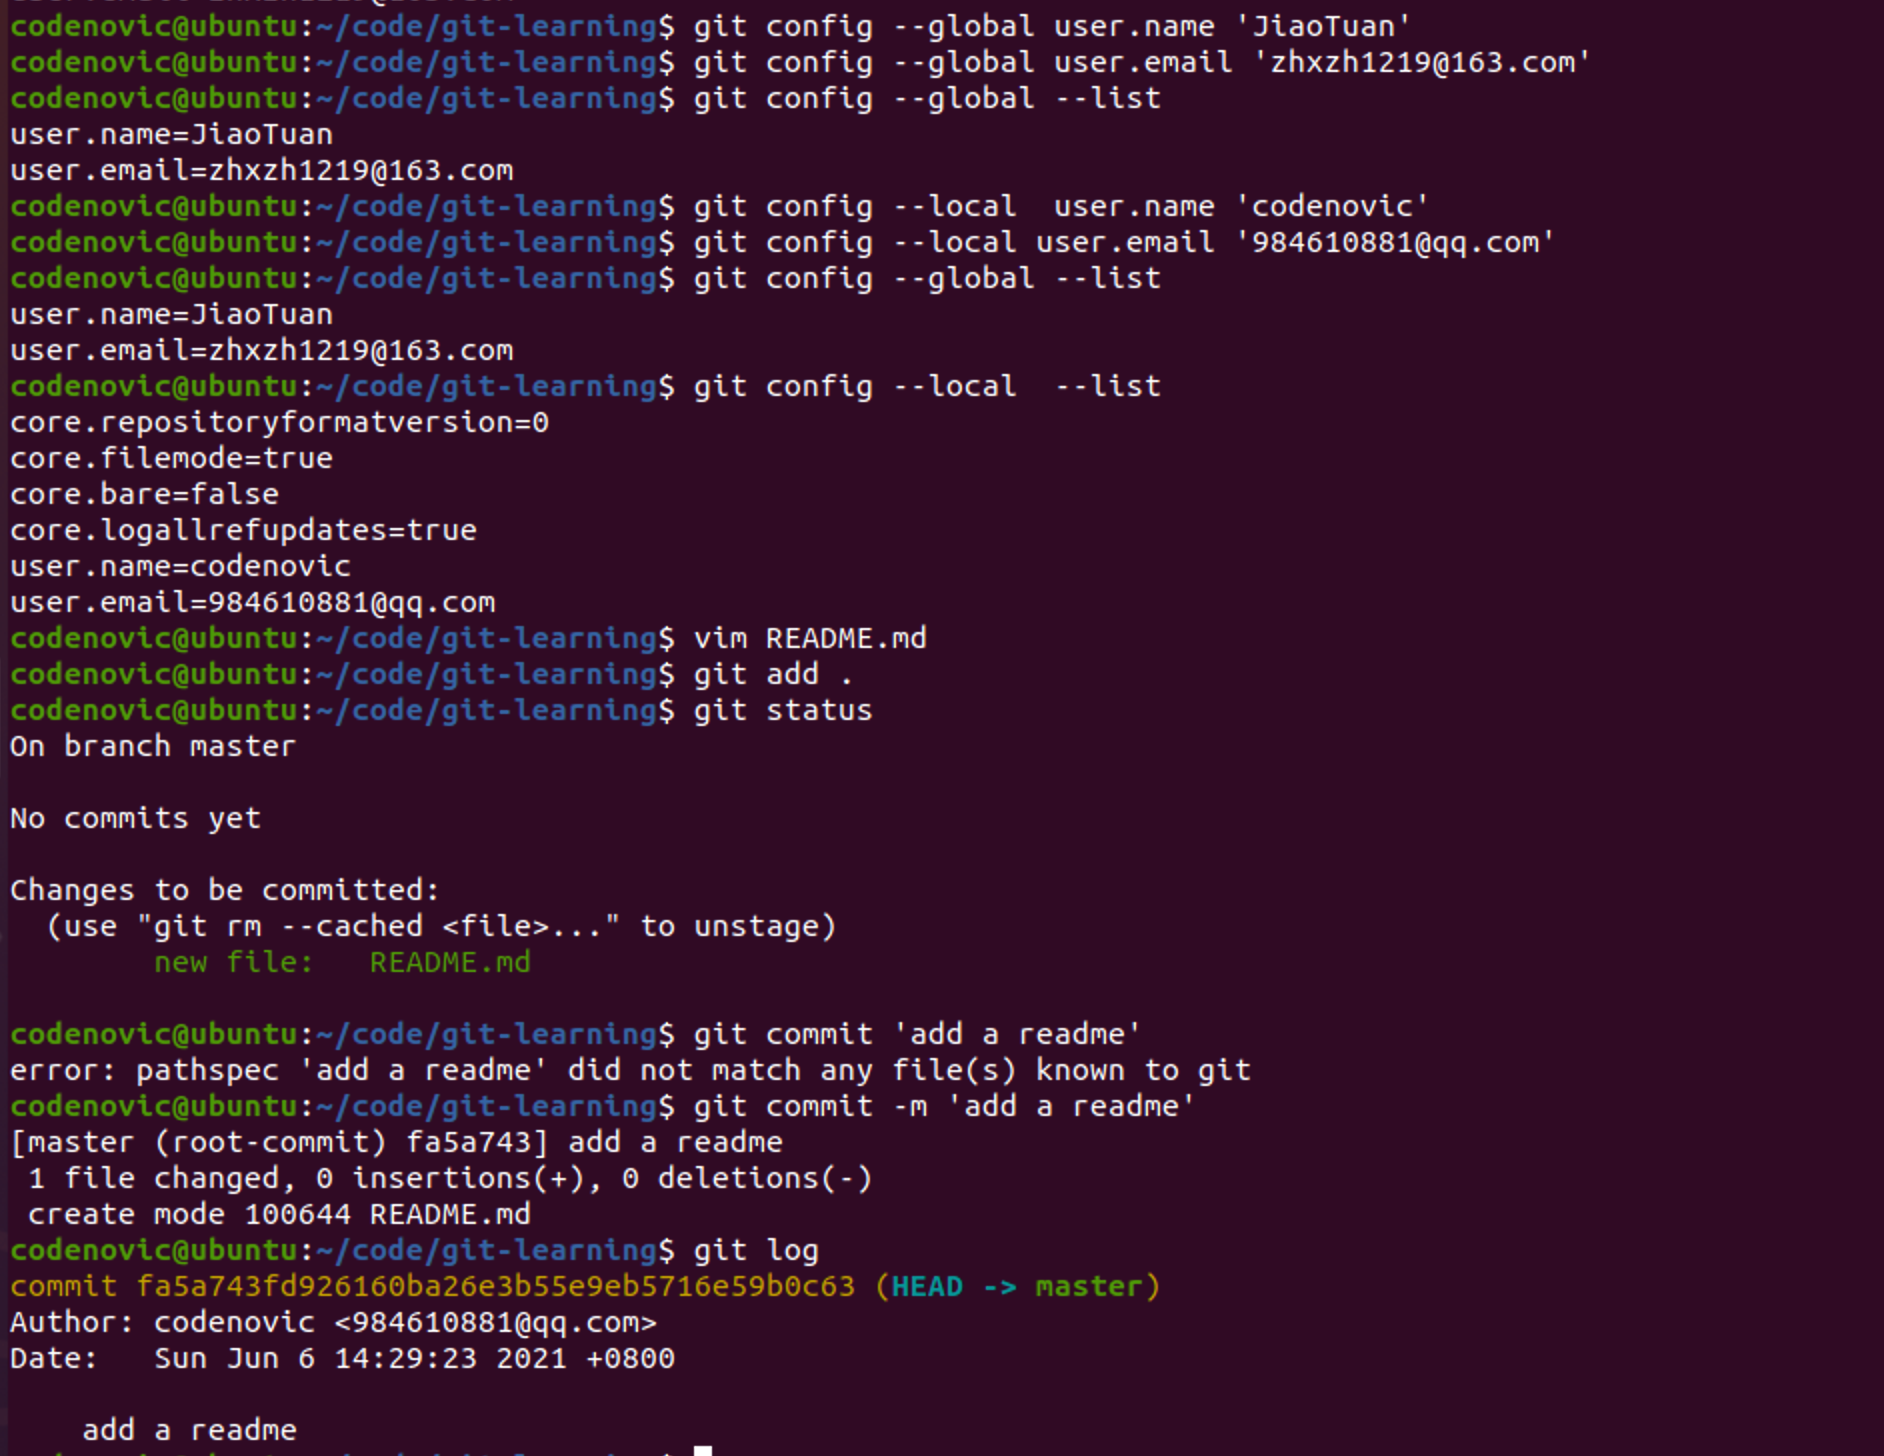 codenovic@ubuntu:~/code/git-learning$ git config --global user.name 'JiaoTuan'
codenovic@ubuntu:~/code/git-learning$ git config --global user.email 'zhxzh1219@163.com'
codenovic@ubuntu:~/code/git-learning$ git config --global --list
user.name=JiaoTuan
user.email=zhxzh1219@163.com
codenovic@ubuntu:~/code/git-learning$ git config --local  user.name 'codenovic'
codenovic@ubuntu:~/code/git-learning$ git config --local user.email '984610881@qq.com'
codenovic@ubuntu:~/code/git-learning$ git config --global --list
user.name=JiaoTuan
user.email=zhxzh1219@163.com
codenovic@ubuntu:~/code/git-learning$ git config --local  --list
core.repositoryformatversion=0
core.filemode=true
core.bare=false
core.logallrefupdates=true
user.name=codenovic
user.email=984610881@qq.com
codenovic@ubuntu:~/code/git-learning$ vim README.md
codenovic@ubuntu:~/code/git-learning$ git add .
codenovic@ubuntu:~/code/git-learning$ git status
On branch master

No commits yet

Changes to be committed:
  (use "git rm --cached <file>..." to unstage)
        new file:   README.md

codenovic@ubuntu:~/code/git-learning$ git commit 'add a readme'
error: pathspec 'add a readme' did not match any file(s) known to git
codenovic@ubuntu:~/code/git-learning$ git commit -m 'add a readme'
[master (root-commit) fa5a743] add a readme
 1 file changed, 0 insertions(+), 0 deletions(-)
 create mode 100644 README.md
codenovic@ubuntu:~/code/git-learning$ git log
commit fa5a743fd926160ba26e3b55e9eb5716e59b0c63 (HEAD -> master)
Author: codenovic <984610881@qq.com>
Date:   Sun Jun 6 14:29:23 2021 +0800

    add a readme